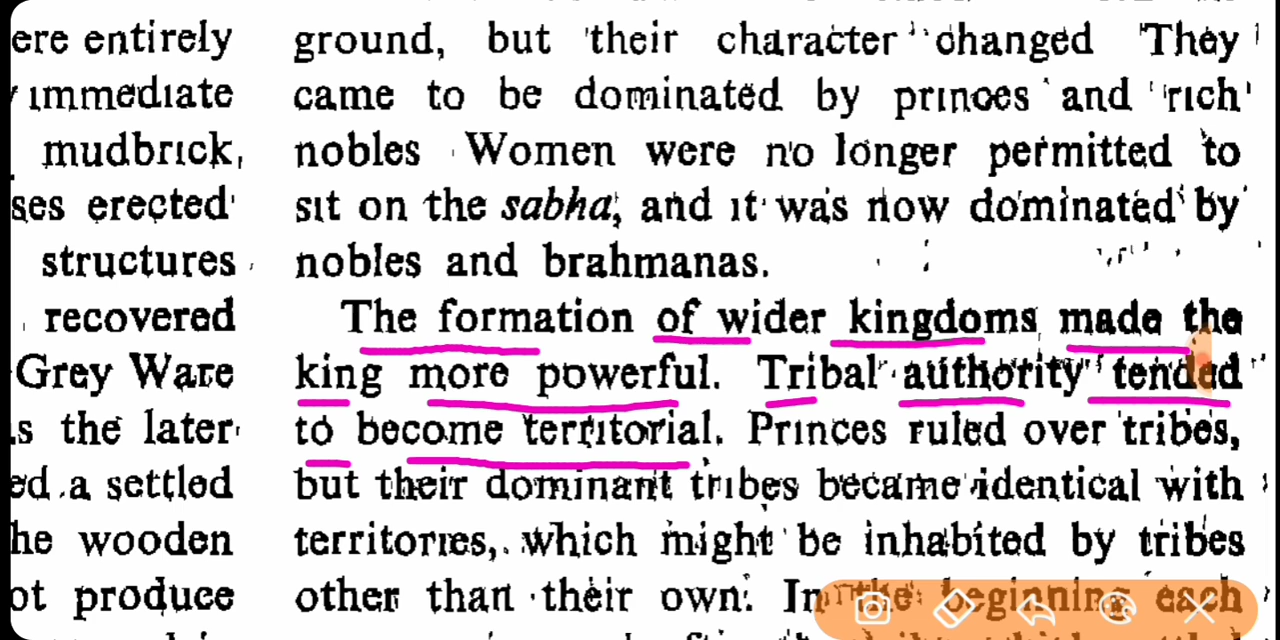 ere entirely
immediate
mudbrick,
ses erected
structures
recovered
Grey Ware
s the later
ed a settled
he wooden
ot produce
ground, but their character changed They
came to be dominated by princes and rich
nobles Women were no longer permitted to
sit on the sabha, and it was now dominated by
nobles and brahmanas.
The formation of wider kingdoms made the
king more powerful. Tribal authority tended
to become territorial. Princes ruled over tribes,
but their dominant tribes became identical with
territories, which might be inhabited by tribes
other than their own. In the beginning each